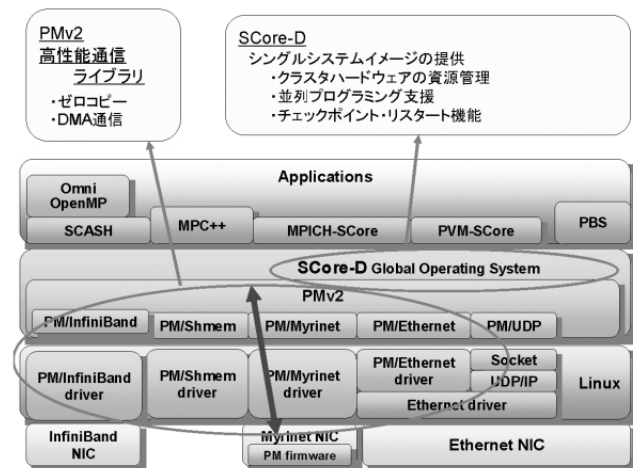 PMv2
高性能通信
ライブラリ
・ゼロコピー
・DMA通信
SCore-D
シングルシステムイメージの提供
・クラスタハードウェアの資源管理
・並列プログラミング支援
・チェックポイント・リスタート機能
Applications
Omni
OpenMP
SCASH
MPC++
MPICH-SCore
PVM-SCore
PBS
SCore-D Global Operating System
PMv2
PM/InfiniBand
PM/Shmem
PM/Myrinet
PM/Ethernet
PM/UDP
PM/InfiniBand
driver
PM/Shmem
driver
PM/Myrinet
driver
PM/Ethernet
driver
Socket
UDP/IP
Ethernet driver
Linux
InfiniBand
NIC
Myrinet NIC
PM firmware
Ethernet NIC